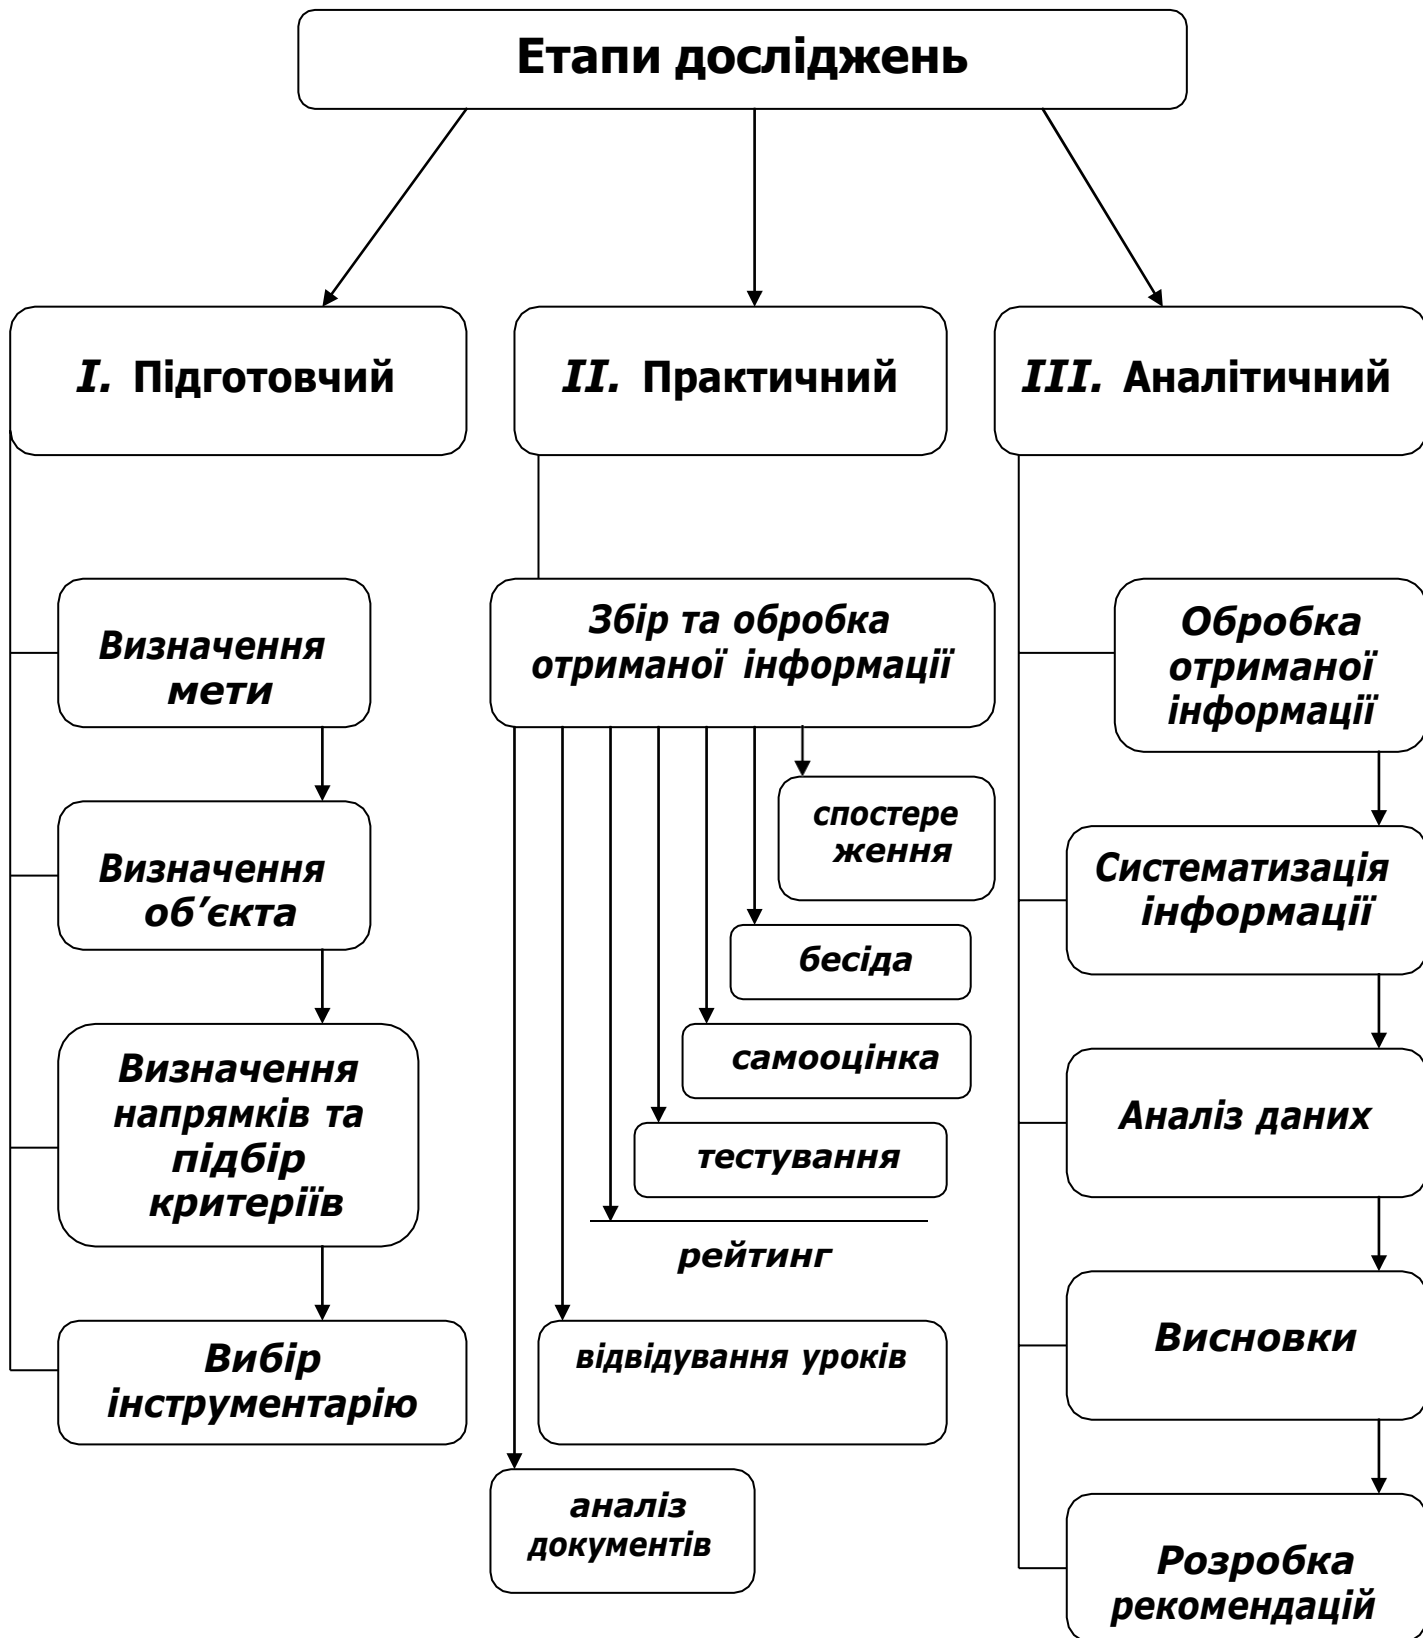 Етапи досліджень
I. Підготовчий
II. Практичний
III. Аналітичний
Визначення
мети
Визначення
об’єкта
Визначення
напрямків та
підбір
критеріїв
Вибір
інструментарію
Збір та обробка
отриманої інформації
спостере
ження
бесіда
самооцінка
тестування
рейтинг
відвідування уроків
аналіз
документів
Обробка
отриманої
інформації
Систематизація
інформації
Аналіз даних
Висновки
Розробка
рекомендацій